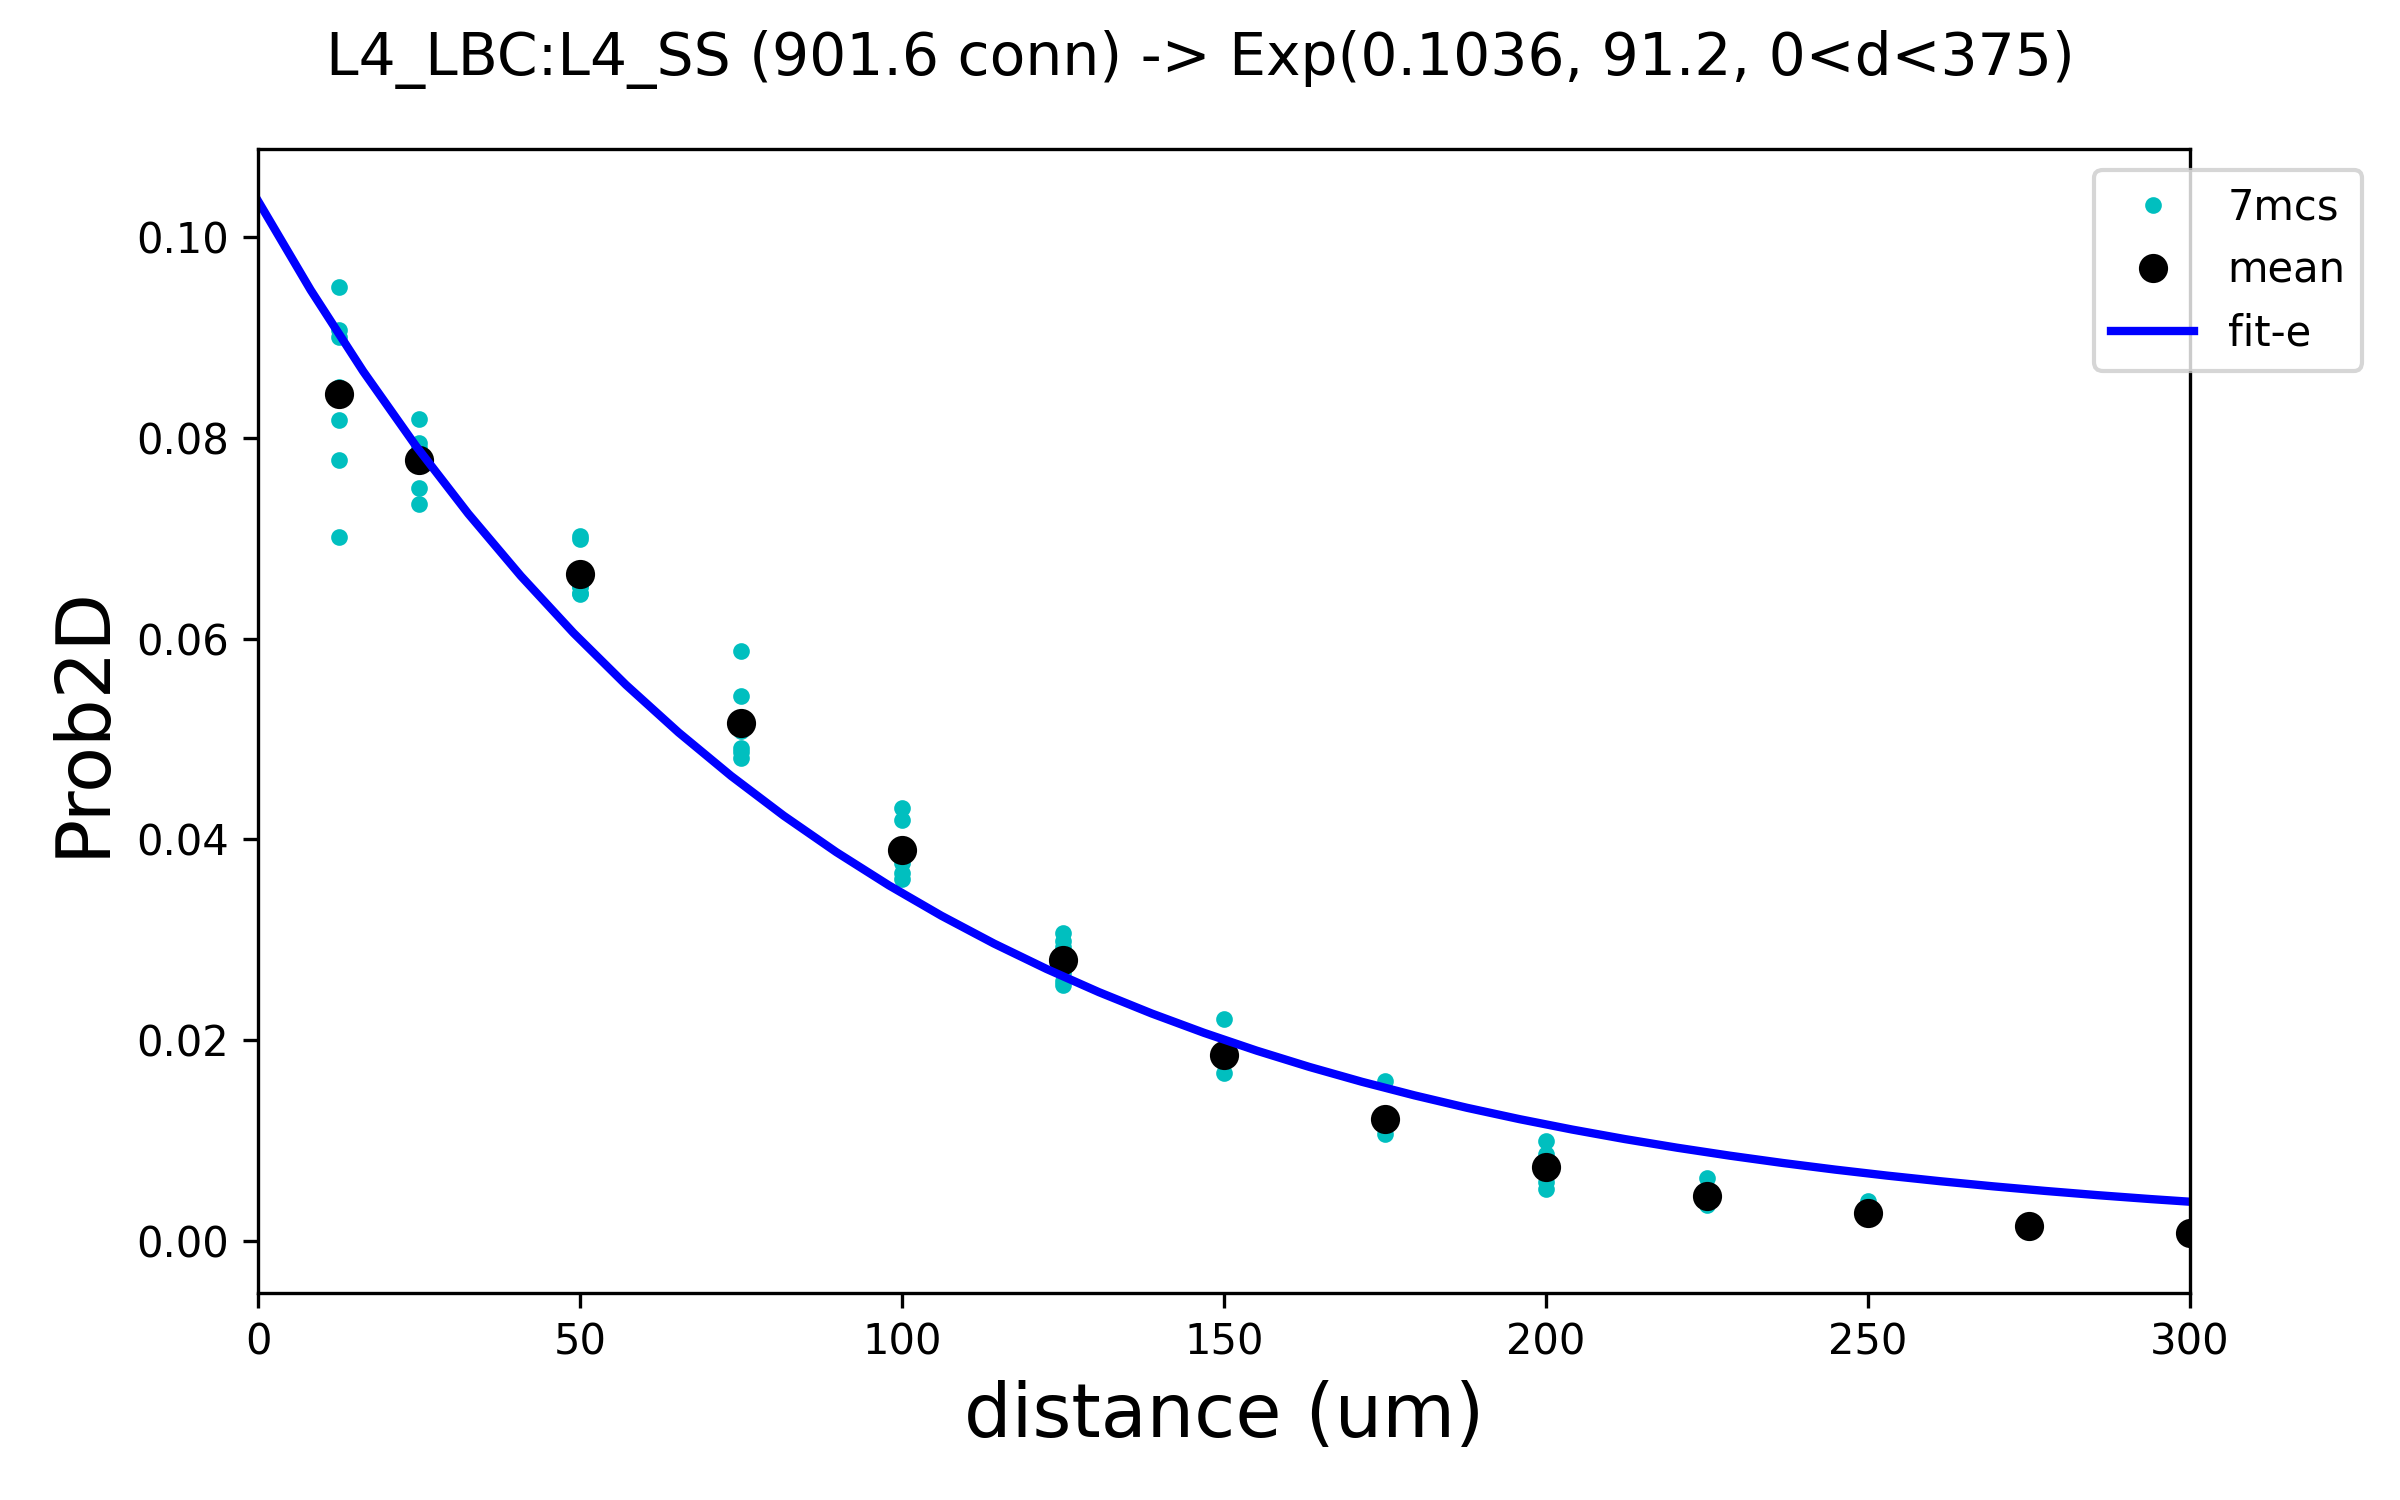 L4_LBC:L4_SS (901.6 conn) -> Exp(0.1036, 91.2, 0<d<375)
7mcs
mean
fit-e
Prob2D
0.10
0.08
0.06
0.04
0.02
0.00
0 50 100 150 200 250 300
distance (um)